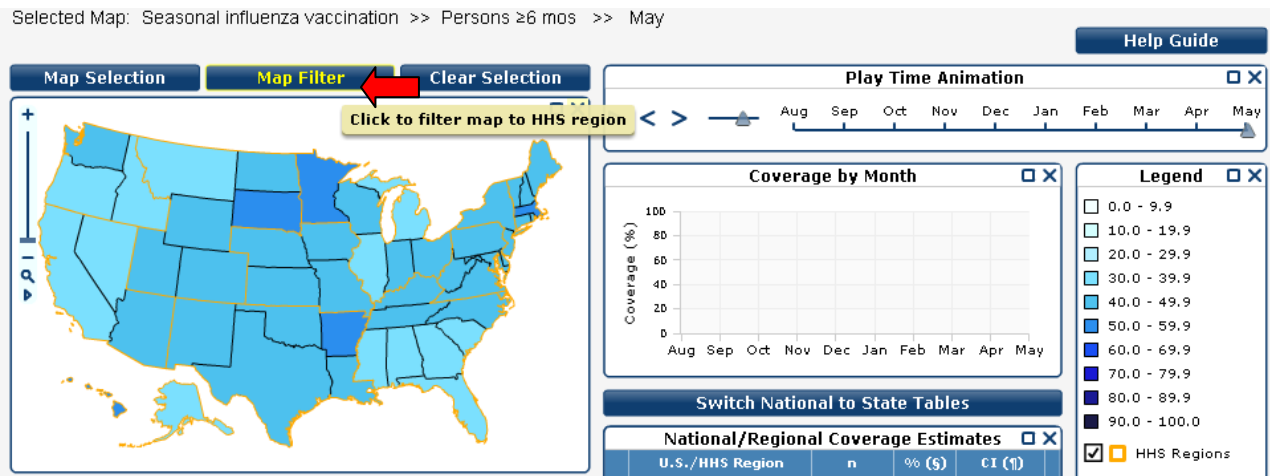 Selected Map: Seasonal influenza vaccination >> Persons ≥6 mos >> May
Help Guide
Map Selection
Map Filter
Clear Selection
Click to filter map to HHS region
Play Time Animation
Aug Sep Oct Nov Dec Jan Feb Mar Apr May
Coverage by Month
Coverage (%)
100
80
60
40
20
0
Aug Sep Oct Nov Dec Jan Feb Mar Apr May
Legend
0.0 - 9.9
10.0 - 19.9
20.0 - 29.9
30.0 - 39.9
40.0 - 49.9
50.0 - 59.9
60.0 - 69.9
70.0 - 79.9
80.0 - 89.9
90.0 - 100.0
HHS Regions
Switch National to State Tables
National/Regional Coverage Estimates
U.S./HHS Region n % (§) CI (¶)